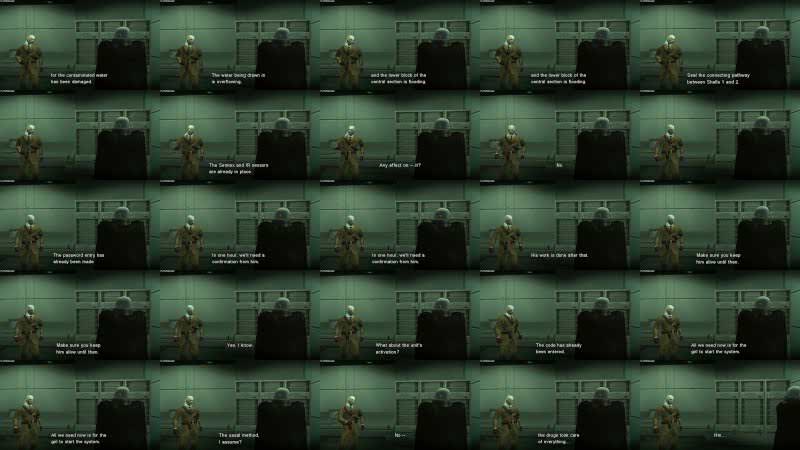 for the contaminated water
has been damaged.
The water being drawn in
is overflowing,
and the lower block of the
central section is flooding.
and the lower block of the
central section is flooding.
Seal the connecting pathway
between Shells 1 and 2.
The Semtex and IR sensors
are already in place.
Any effect on --- it?
No.
The password entry has
already been made
In one hour, we'll need a
confirmation from him.
In one hour, we'll need a
confirmation from him.
His work is done after that.
Make sure you keep
him alive until then.
Make sure you keep
him alive until then.
Yes, I know.
What about the unit's
activation?
The code has already
been entered.
All we need now is for the
girl to start the system.
All we need now is for the
girl to start the system.
The usual method,
I assume?
No---
the drugs took care
of everything...